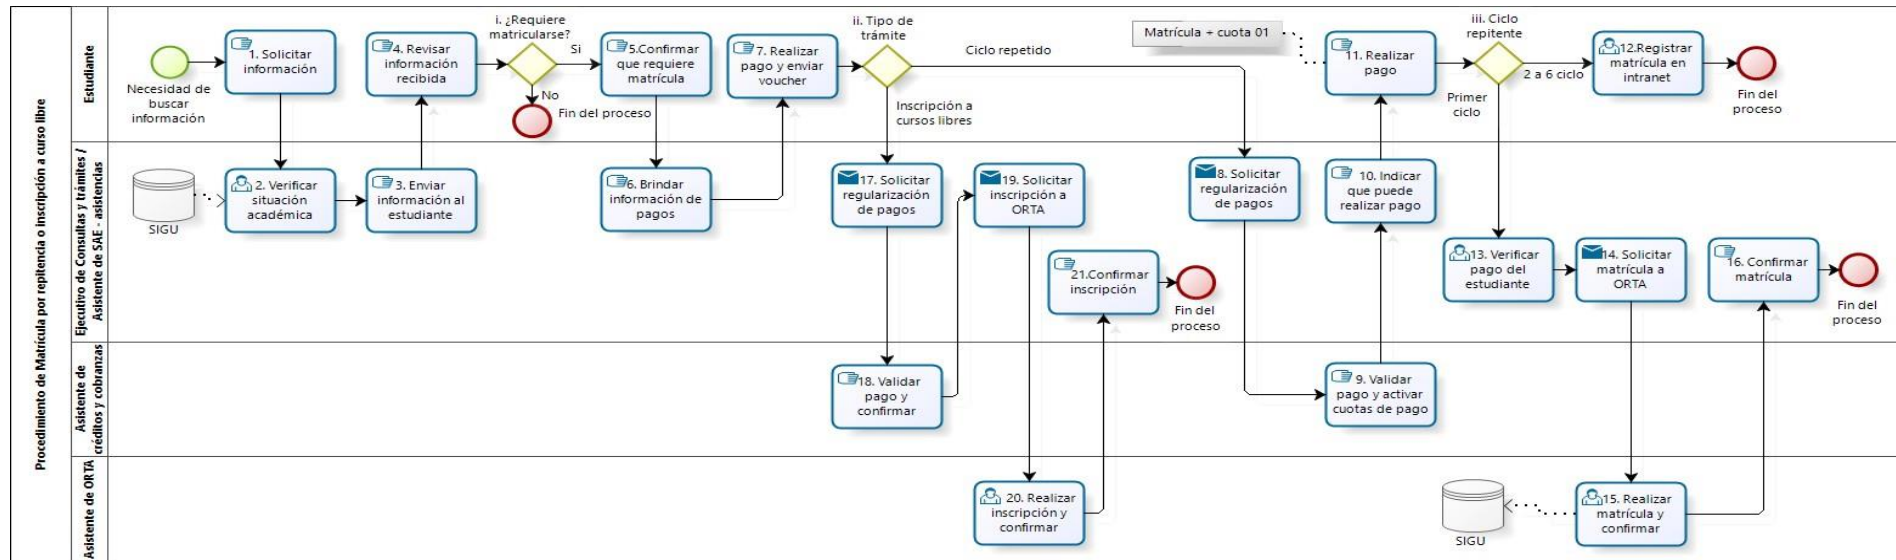 Procedimiento de Matrícula por repitencia o inscripción a curso libre
Estudiante
Necesidad de
buscar
información
1. Solicitar
información
4. Revisar
información
recibida
i. ¿Requiere
matricularse?
Si
No
Fin del proceso
5.Confirmar
que requiere
matrícula
7. Realizar
pago y enviar
voucher
ii. Tipo de
trámite
Ciclo repetido
Inscripción a
cursos libres
Matrícula + cuota 01
11. Realizar
pago
iii. Ciclo
repitente
2 a 6 ciclo
Primer
ciclo
12.Registrar
matrícula en
intranet
Fin del
proceso
Ejecutivo de Consultas y trámites /
Asistente de SAE - asistencias
SIGU
2. Verificar
situación
académica
3. Enviar
información al
estudiante
6. Brindar
información de
pagos
17. Solicitar
regularización
de pagos
19. Solicitar
inscripción a
ORTA
21.Confirmar
inscripción
Fin del
proceso
8. Solicitar
regularización
de pagos
10. Indicar
que puede
realizar pago
13. Verificar
pago del
estudiante
14. Solicitar
matrícula a
ORTA
16. Confirmar
matrícula
Fin del
proceso
Asistente de
créditos y cobranzas
18. Validar
pago y
confirmar
9. Validar
pago y activar
cuotas de pago
Asistente de ORTA
20. Realizar
inscripción y
confirmar
SIGU
15. Realizar
matrícula y
confirmar